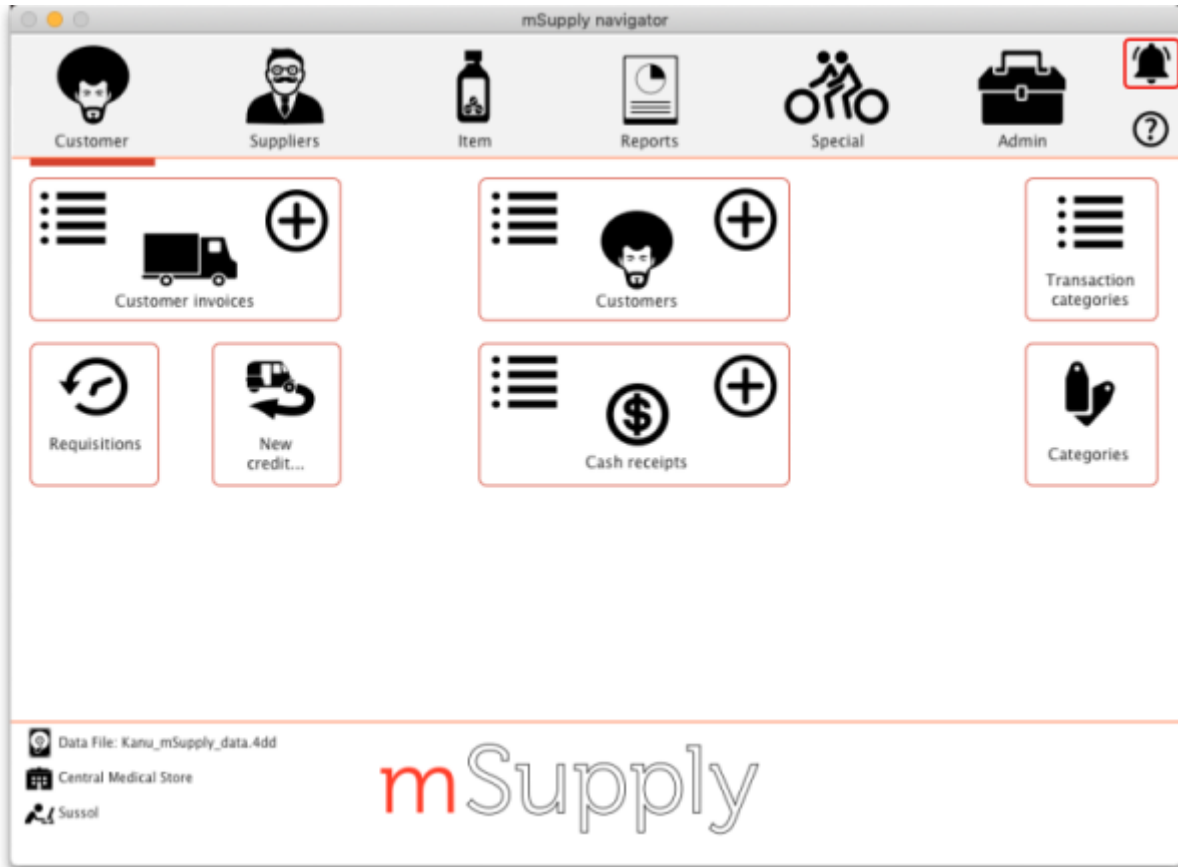 mSupply navigator
Customer
Suppliers
Item
Reports
Special
Admin
?
Customer invoices
Customers
Transaction
categories
Requisitions
New
credit...
$
Cash receipts
Categories
Data File: Kanu_mSupply_data.4dd
Central Medical Store
Sussol
mSupply